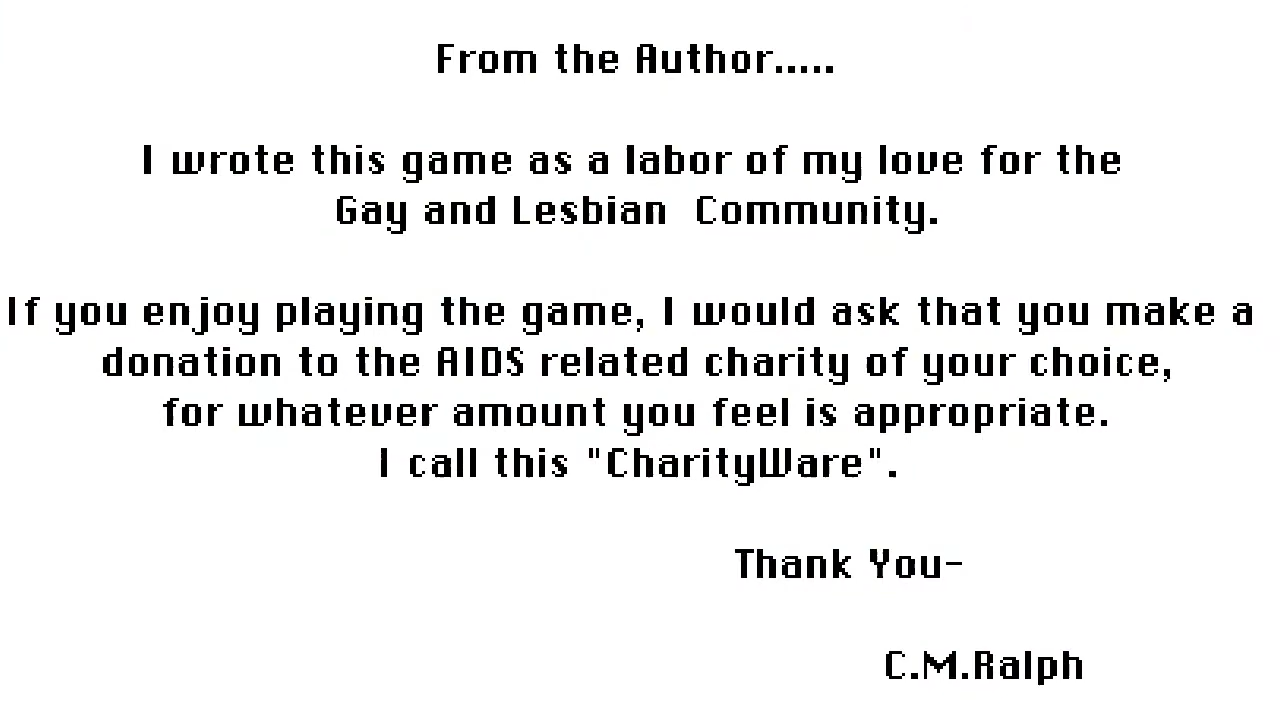 From the Author.....
I wrote this game as a labor of my love for the
Gay and Lesbian  Community.
If you enjoy playing the game, I would ask that you make a
donation to the AIDS related charity of your choice,
for whatever amount you feel is appropriate.
I call this "CharityWare".
Thank You-
C.M.Ralph